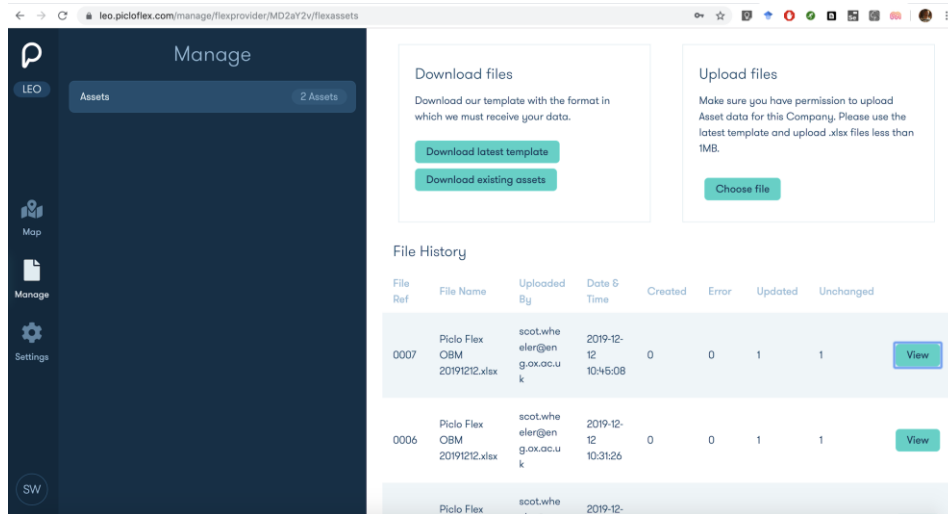 leo.picloflex.com/manage/flexprovider/MD2aY2v/flexassets
LEO
Map
Manage
Settings
SW
Manage
Assets
2 Assets
Download files
Download our template with the format in
which we must receive your data.
Download latest template
Download existing assets
Upload files
Make sure you have permission to upload
Asset data for this Company. Please use the
latest template and upload .xlsx files less than
1MB.
Choose file
File History
File
Ref
File Name
Uploaded
By
Date &
Time
Created
Error
Updated
Unchanged
0007
Piclo Flex
OBM
20191212.xlsx
scot.whe
eler@en
g.ox.ac.u
k
2019-12-
12
10:45:08
0
0
1
1
View
0006
Piclo Flex
OBM
20191212.xlsx
scot.whe
eler@en
g.ox.ac.u
k
2019-12-
12
10:31:26
0
0
1
1
View
Piclo Flex
scot.whe
2019-12-